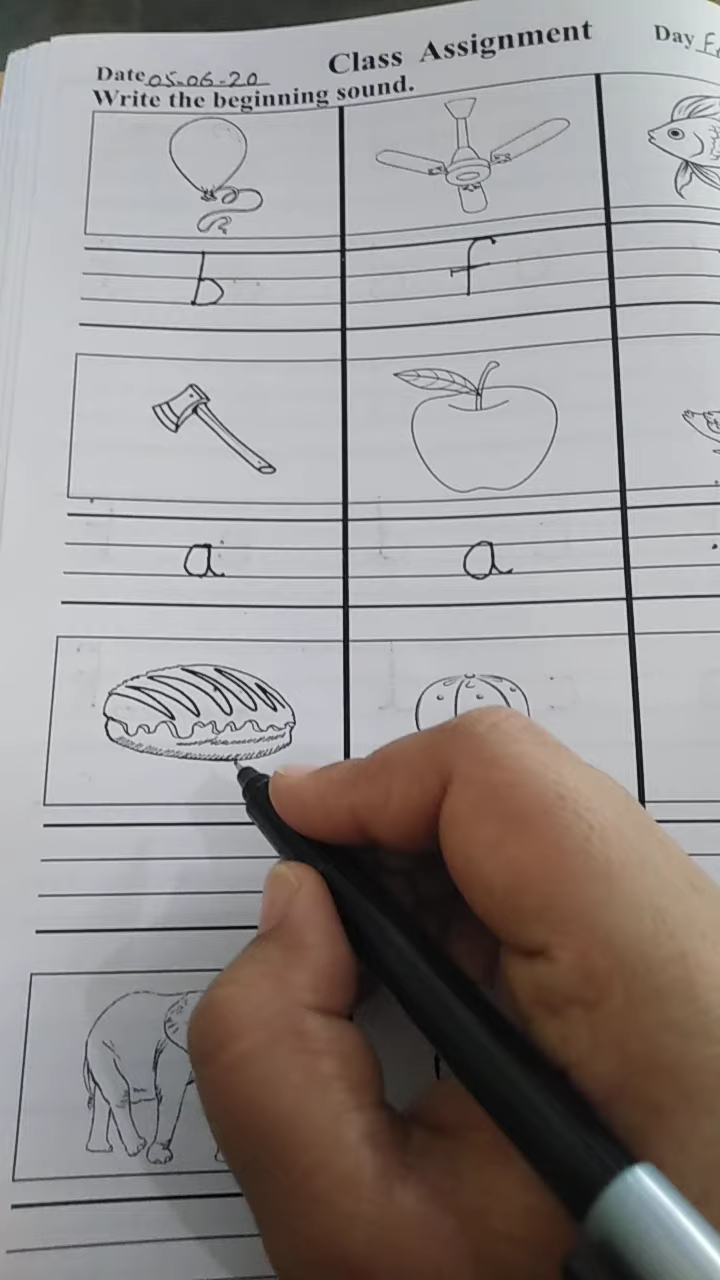 Class Assignment
Date 05-06-20 Day
Write the beginning sound.
b f
a a